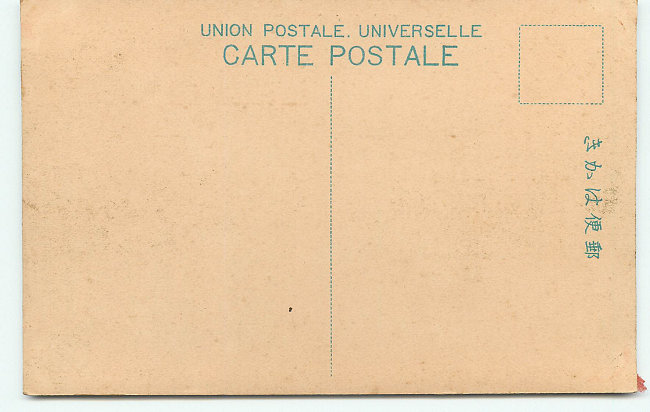 UNION POSTALE. UNIVERSELLE
CARTE POSTALE
郵便はかき